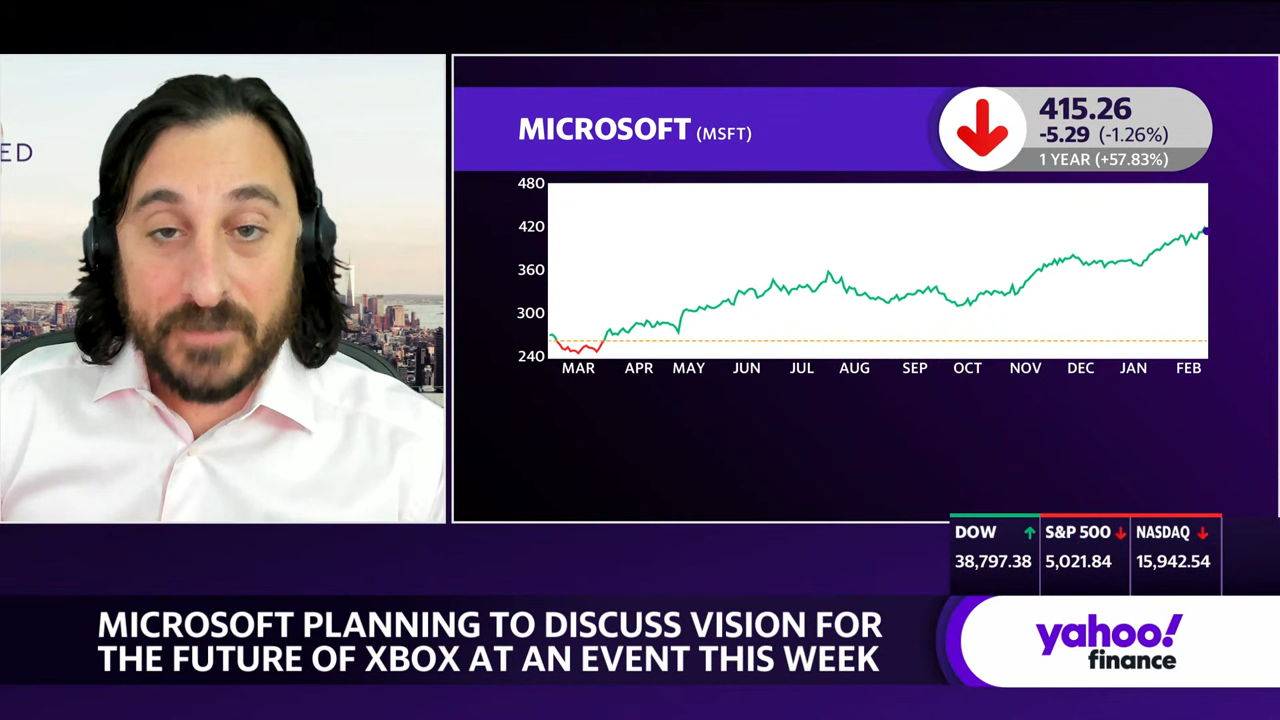 ED
MICROSOFT (MSFT)
415.26
-5.29 (-1.26%)
1 YEAR (+57.83%)
480
420
360
300
240
MAR APR MAY JUN JUL AUG SEP OCT NOV DEC JAN FEB
DOW S&P 500 NASDAQ
38,797.38 5,021.84 15,942.54
MICROSOFT PLANNING TO DISCUSS VISION FOR
THE FUTURE OF XBOX AT AN EVENT THIS WEEK
yahoo!
finance